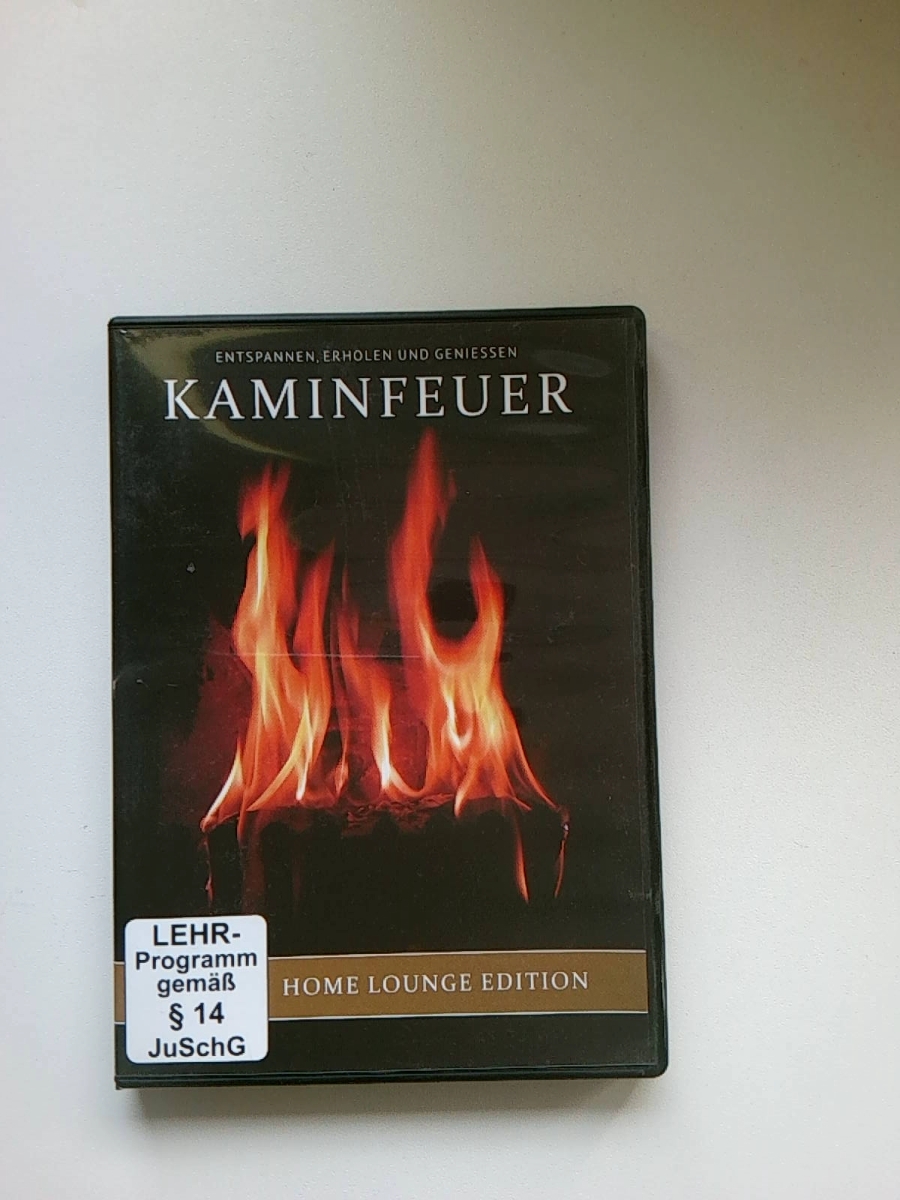 ENTSPANNEN, ERHOLEN UND GENIESSEN
KAMINFEUER
LEHR-
Programm
gemäß
§ 14
JuSchG
HOME LOUNGE EDITION